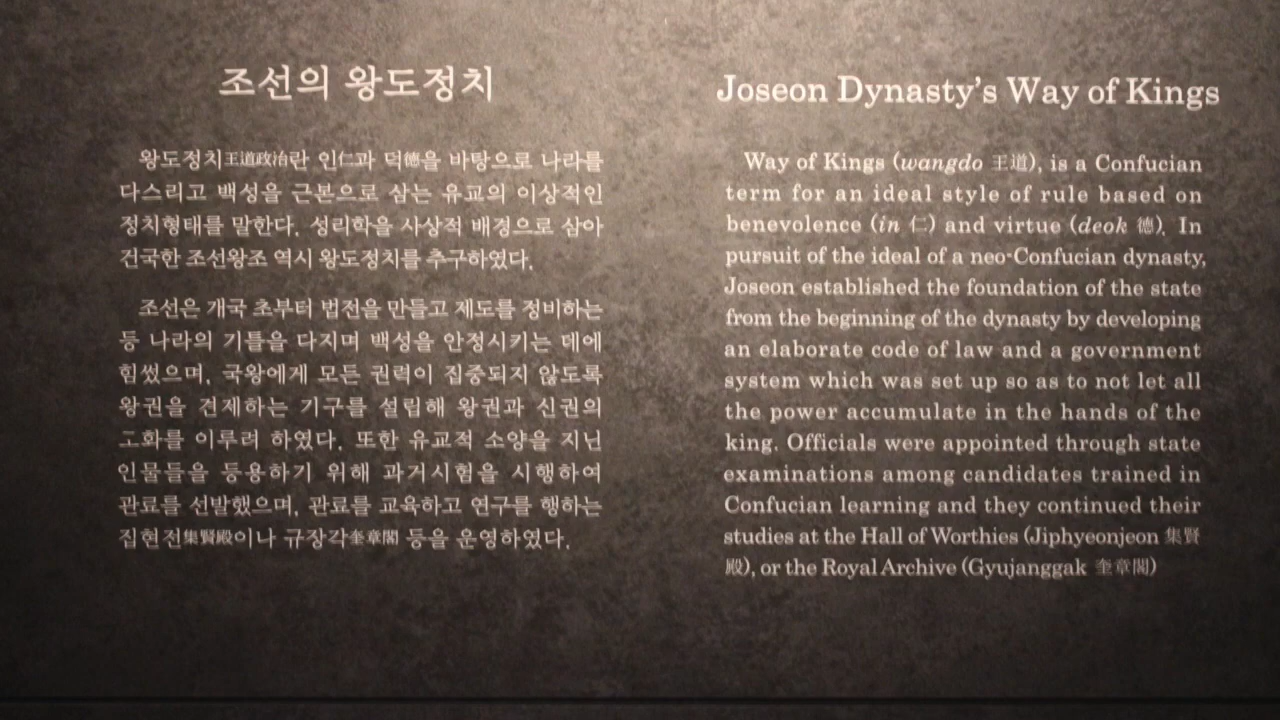 조선의 왕도정치
왕도정치王道政治란 인仁과 덕德을 바탕으로 나라를
다스리고 백성을 근본으로 삼는 유교의 이상적인
정치형태를 말한다. 성리학을 사상적 배경으로 삼아
건국한 조선왕조 역시 왕도정치를 추구하였다.
조선은 개국 초부터 법전을 만들고 제도를 정비하는
등 나라의 기틀을 다지며 백성을 안정시키는 데에
힘썼으며, 국왕에게 모든 권력이 집중되지 않도록
왕권을 견제하는 기구를 설립해 왕권과 신권의
조화를 이루려 하였다. 또한 유교적 소양을 지닌
인물들을 등용하기 위해 과거시험을 시행하여
관료를 선발했으며, 관료를 교육하고 연구를 행하는
집현전集賢殿이나 규장각奎章閣 등을 운영하였다.
Joseon Dynasty's Way of Kings
Way of Kings (wangdo 王道), is a Confucian
term for an ideal style of rule based on
benevolence (in 仁) and virtue (deok 德). In
pursuit of the ideal of a neo-Confucian dynasty,
Joseon established the foundation of the state
from the beginning of the dynasty by developing
an elaborate code of law and a government
system which was set up so as to not let all
the power accumulate in the hands of the
king. Officials were appointed through state
examinations among candidates trained in
Confucian learning and they continued their
studies at the Hall of Worthies (Jiphyeonjeon 集賢
殿), or the Royal Archive (Gyujanggak 奎章閣)